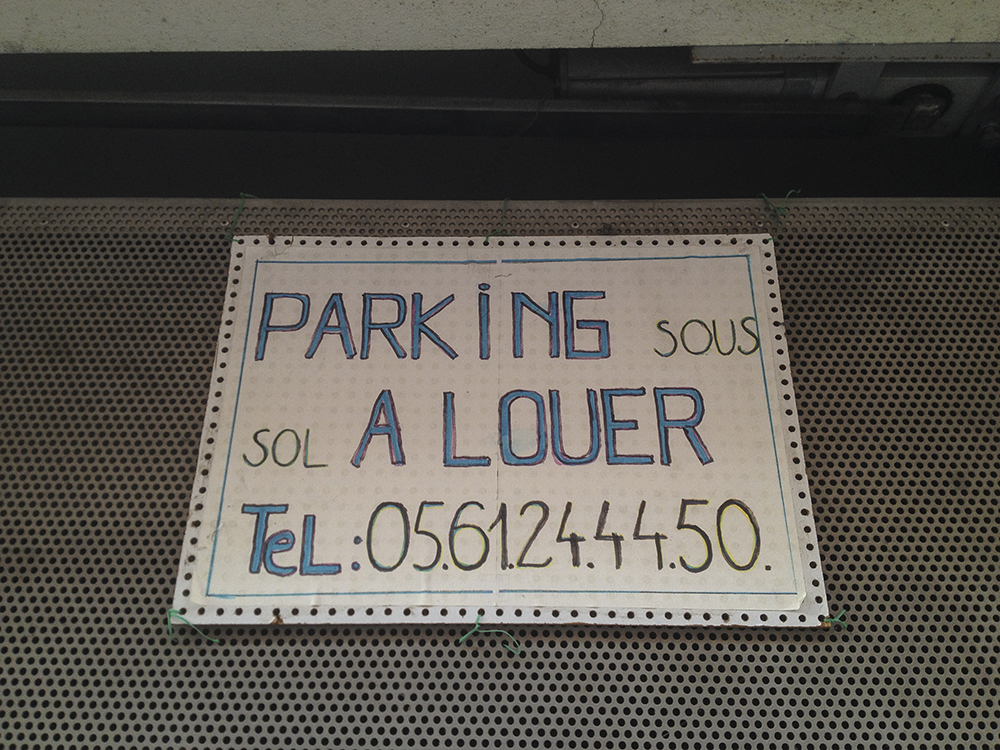 PARKiNG SOUS
SOL A LOUER
TeL: 05.61.24.44.50.